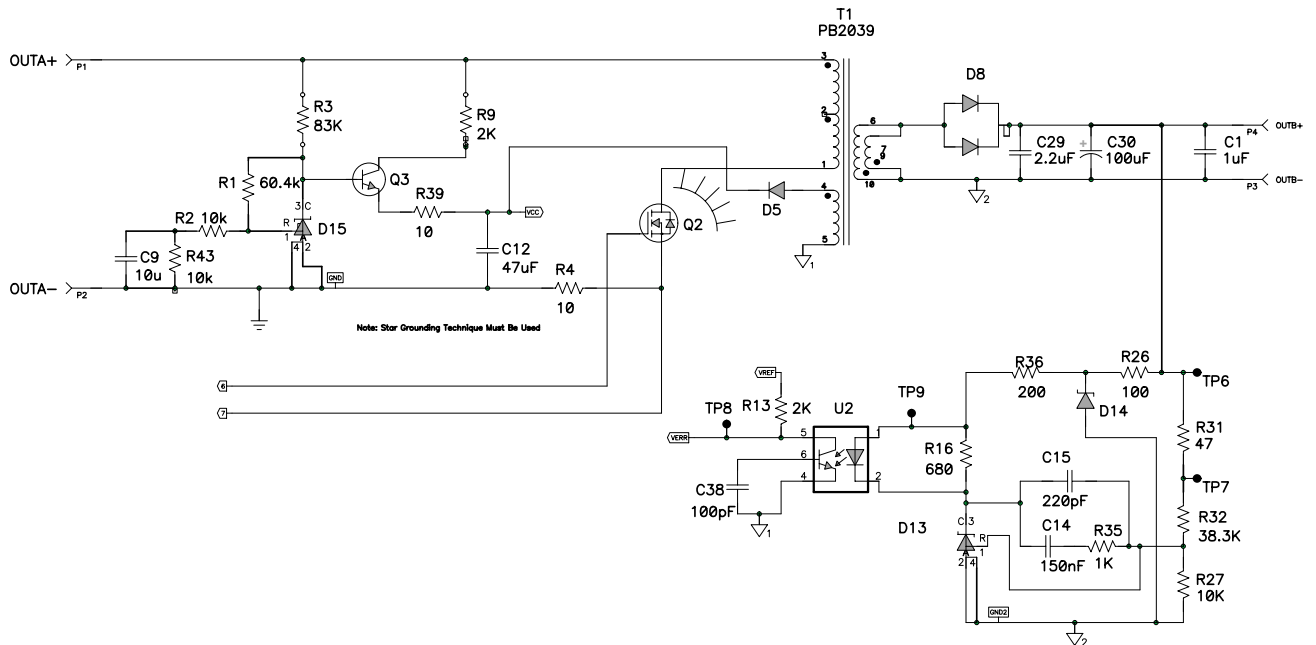 T1
PB2039
OUTA+
P1
3
R3
83K
R9
2K
D8
2
6
P4
OUTB+
C29
2.2uF
C30
100uF
C1
1uF
7
9
10
P3
OUTB-
2
1
4
5
1
D5
Q2
R1
60.4k
Q3
R39
10
VCC
R2
10k
3
C
R
1
4
2
D15
C9
10u
R43
10k
C12
47uF
R4
10
OUTA-
P2
GND
Note: Star Grounding Technique Must Be Used
6
7
VREF
R13
2K
TP8
VERR
U2
5
6
4
1
2
C38
100pF
1
TP9
R36
200
R26
100
D14
TP6
R31
47
TP7
R16
680
C15
220pF
C14
150nF
R35
1K
R32
38.3K
R27
10K
D13
C
3
R
1
2
4
GND2
2